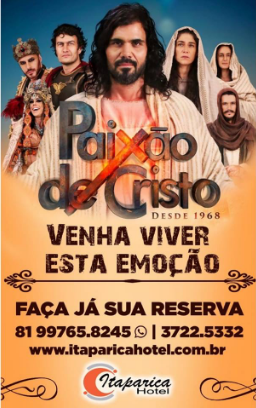 Paixão
de Cristo
DESDE 1968
VENHA VIVER
ESTA EMOÇÃO
FAÇA JÁ SUA RESERVA
81 99765.8245 | 3722.5332
www.itaparicahotel.com.br
Itaparica
Hotel